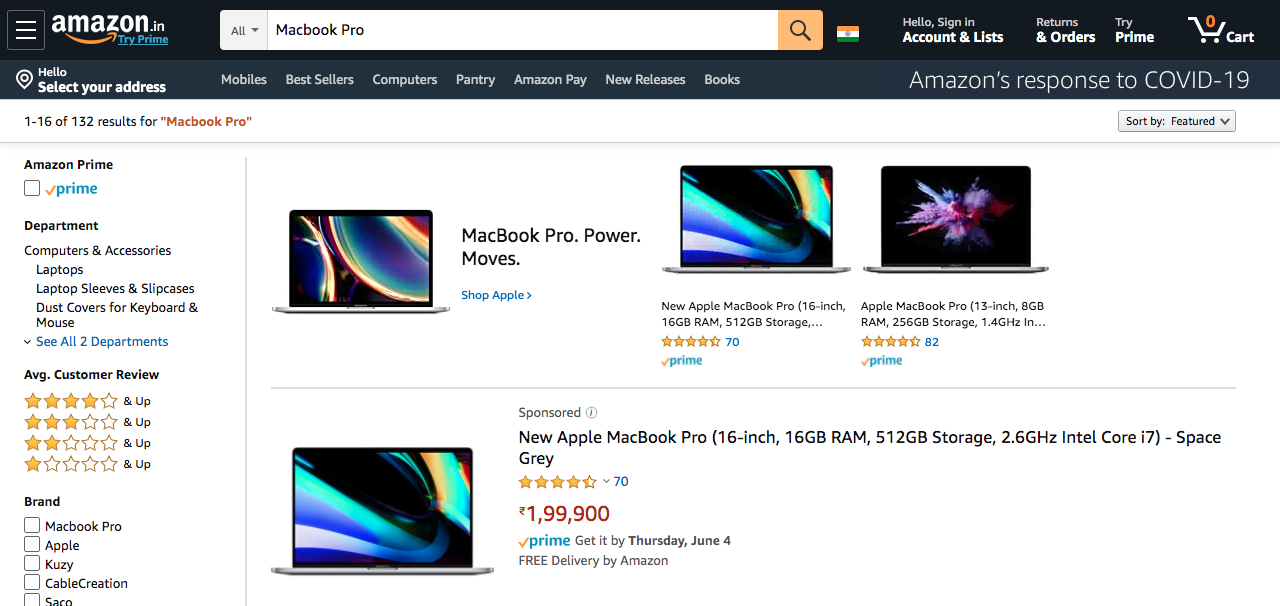 amazon.in
Try Prime
All
Macbook Pro
Hello, Sign in
Account & Lists
Returns
& Orders
Try
Prime
0
Cart
Hello
Select your address
Mobiles
Best Sellers
Computers
Pantry
Amazon Pay
New Releases
Books
Amazon's response to COVID-19
1-16 of 132 results for "Macbook Pro"
Sort by: Featured
Amazon Prime
prime
Department
Computers & Accessories
Laptops
Laptop Sleeves & Slipcases
Dust Covers for Keyboard &
Mouse
See All 2 Departments
Avg. Customer Review
& Up
& Up
& Up
& Up
Brand
Macbook Pro
Apple
Kuzy
CableCreation
Saco
MacBook Pro. Power.
Moves.
Shop Apple ›
New Apple MacBook Pro (16-inch,
16GB RAM, 512GB Storage,...
70
prime
Apple MacBook Pro (13-inch, 8GB
RAM, 256GB Storage, 1.4GHz In...
82
prime
Sponsored
New Apple MacBook Pro (16-inch, 16GB RAM, 512GB Storage, 2.6GHz Intel Core i7) - Space
Grey
70
₹1,99,900
prime Get it by Thursday, June 4
FREE Delivery by Amazon